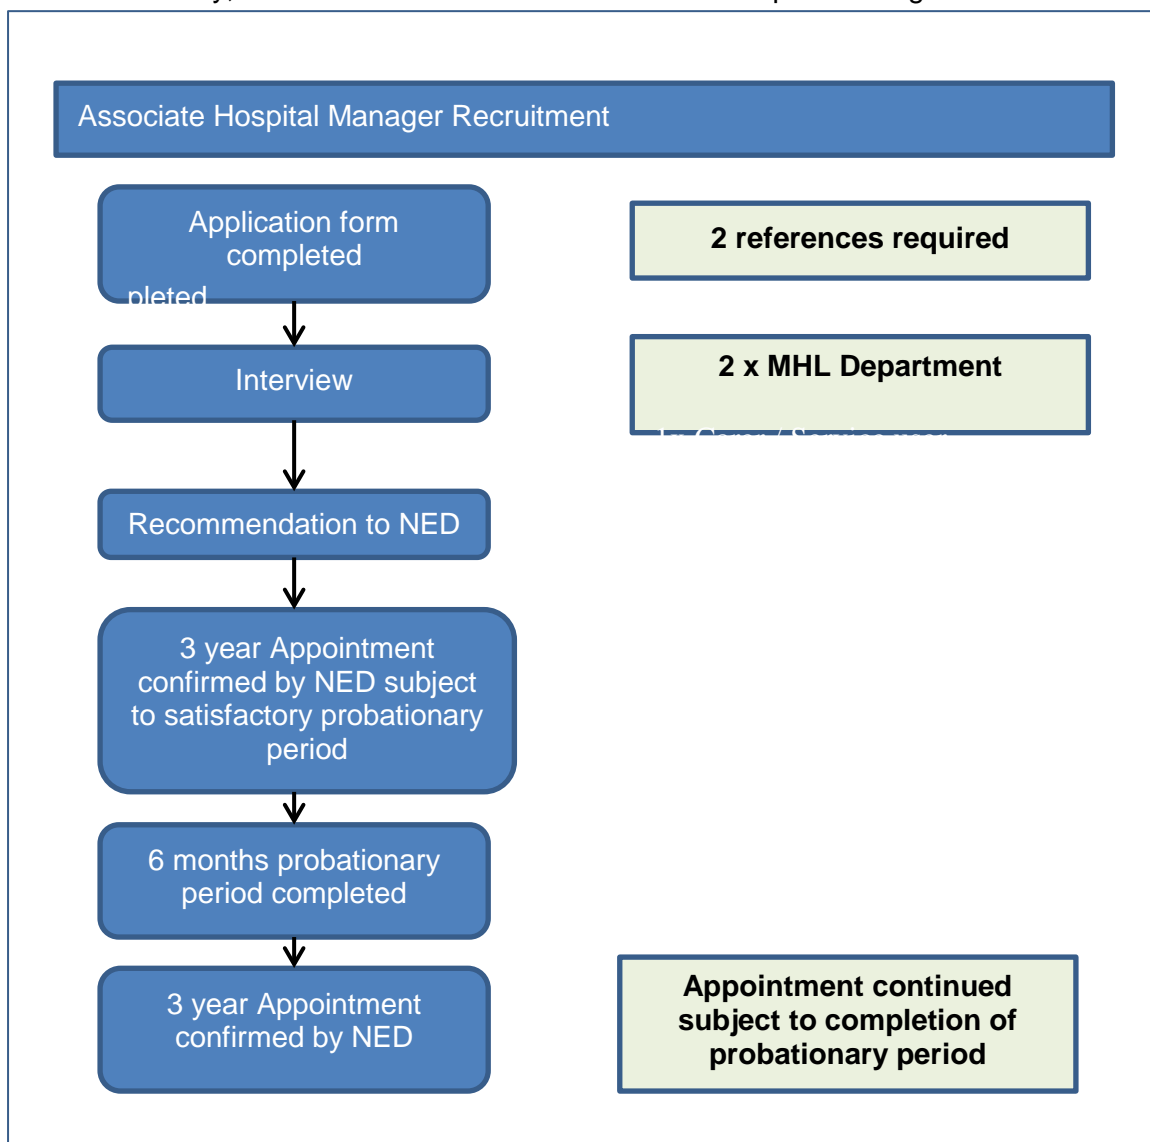 Associate Hospital Manager Recruitment
Application form
completed
pleted
2 references required
Interview
2 x MHL Department
Recommendation to NED
3 year Appointment
confirmed by NED subject
to satisfactory probationary
period
6 months probationary
period completed
3 year Appointment
confirmed by NED
Appointment continued
subject to completion of
probationary period